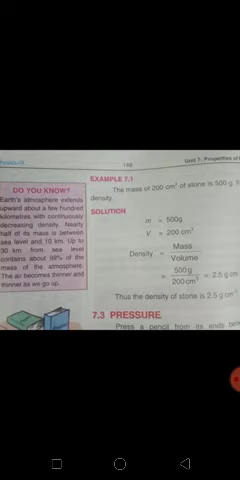 Physics-IX
148
Unit 7: Properties of
DO YOU KNOW?
Earth's atmosphere extends
upward about a few hundred
kilometres with continuously
decreasing density. Nearly
half of its mass is between
sea level and 10 km. Up to
30 km from sea level
contains about 99% of the
mass of the atmosphere.
The air becomes thinner and
thinner as we go up.
EXAMPLE 7.1
The mass of 200 cm³ of stone is 500 g.
density.
SOLUTION
m = 500g
V = 200 cm³
Density = Mass
Volume
= 500g
200 cm³ = 2.5 g cm
Thus the density of stone is 2.5 g cm
7.3 PRESSURE
Press a pencil from its ends